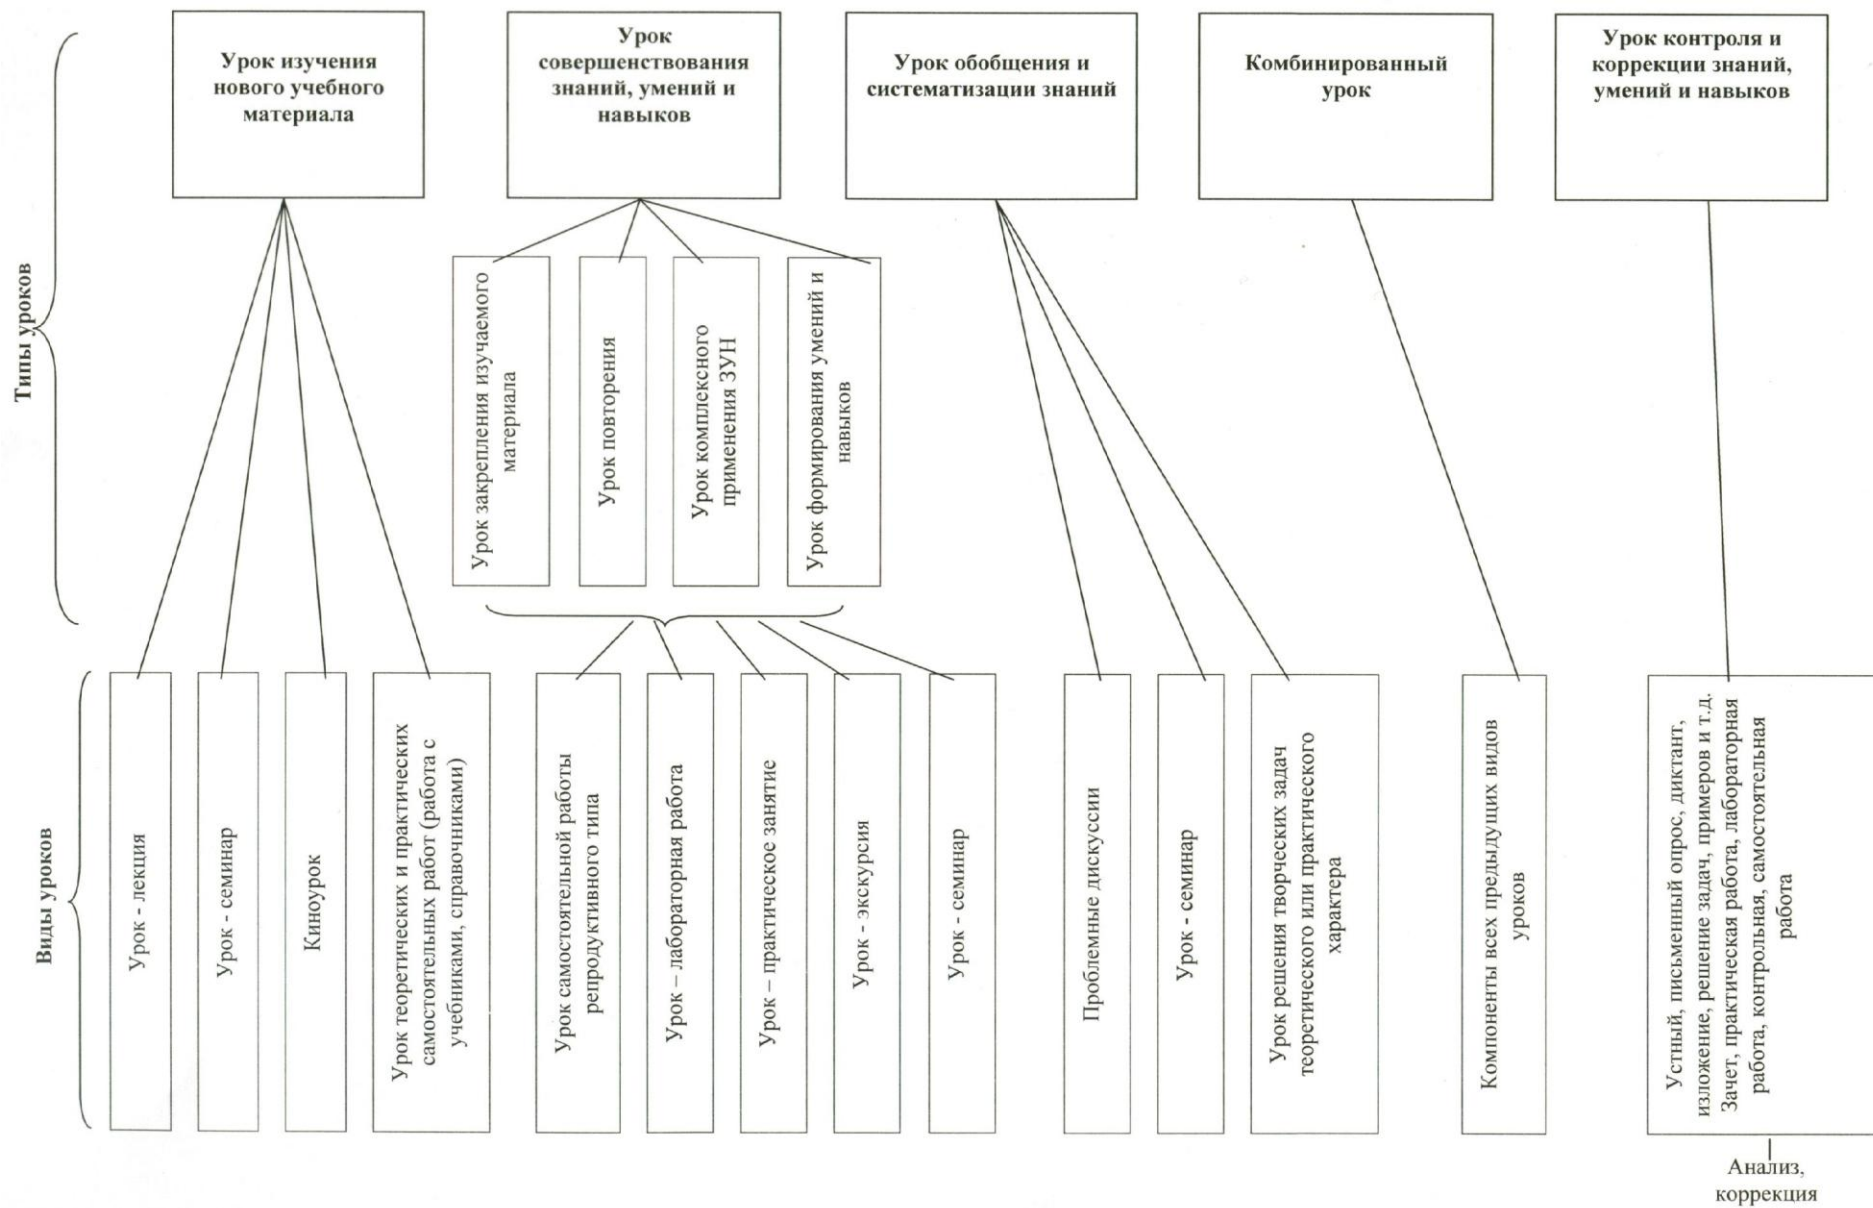 Типы уроков
Урок изучения
нового учебного
материала
Урок
совершенствования
знаний, умений и
навыков
Урок обобщения и
систематизации знаний
Комбинированный
урок
Урок контроля и
коррекции знаний,
умений и навыков
Урок закрепления изучаемого
материала
Урок повторения
Урок комплексного
применения ЗУН
Урок формирования умений и
навыков
Виды уроков
Урок - лекция
Урок - семинар
Киноурок
Урок теоретических и практических
самостоятельных работ (работа с
учебниками, справочниками)
Урок самостоятельной работы
репродуктивного типа
Урок – лабораторная работа
Урок – практическое занятие
Урок - экскурсия
Урок - семинар
Проблемные дискуссии
Урок - семинар
Урок решения творческих задач
теоретического или практического
характера
Компоненты всех предыдущих видов
уроков
Устный, письменный опрос, диктант,
изложение, решение задач, примеров и т.д.
Зачет, практическая работа, лабораторная
работа, контрольная, самостоятельная
работа
Анализ,
коррекция